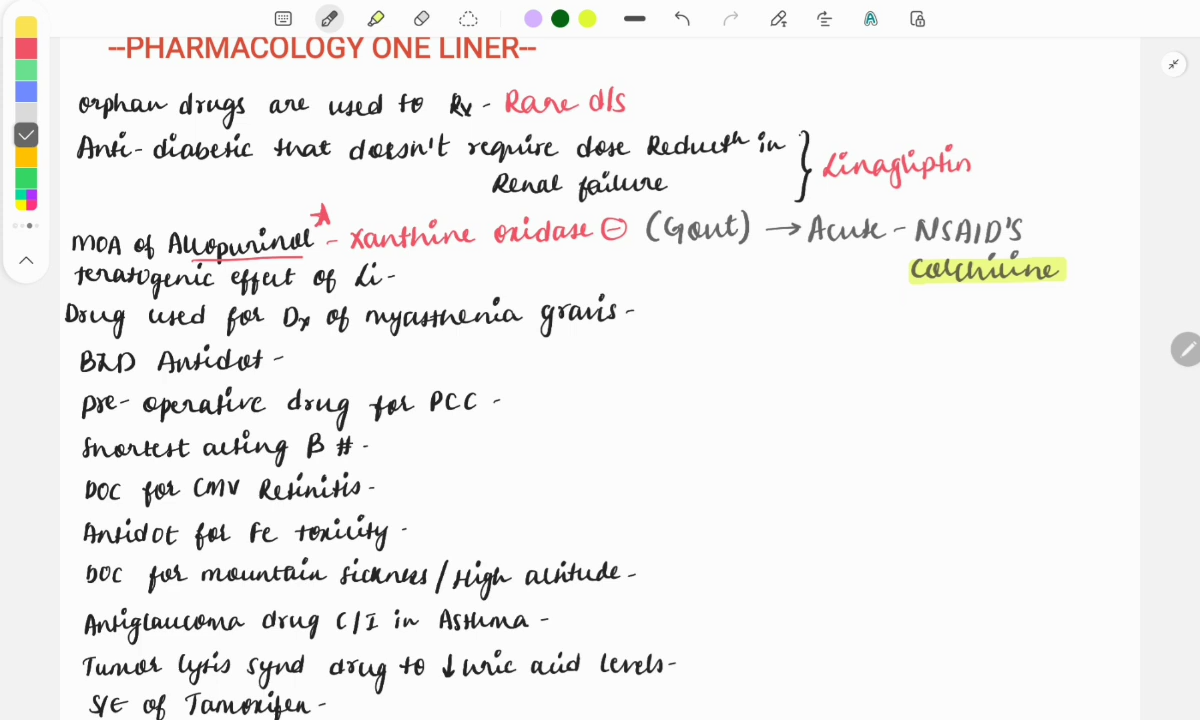 --PHARMACOLOGY ONE LINER--
orphan drugs are used to Rx - Rare d/s
Anti-diabetic that doesn't require dose Reductn in Renal failure } Linagliptin
MOA of Allopurinol* - Xanthine oxidase ⊖ (Gout) → Acute - NSAID'S
Colchiline
teratogenic effect of Li -
Drug used for Dx of myasthenia gravis -
BZD Antidot -
pre-operative drug for PCC -
Shortest acting β # -
DOC for CMV Retinitis -
Antidot for Fe toxicity -
DOC for mountain sickness/High altitude -
Antiglaucoma drug C/I in Asthma -
Tumor lysis synd drug to ↓ uric acid levels -
S/E of Tamoxifen -